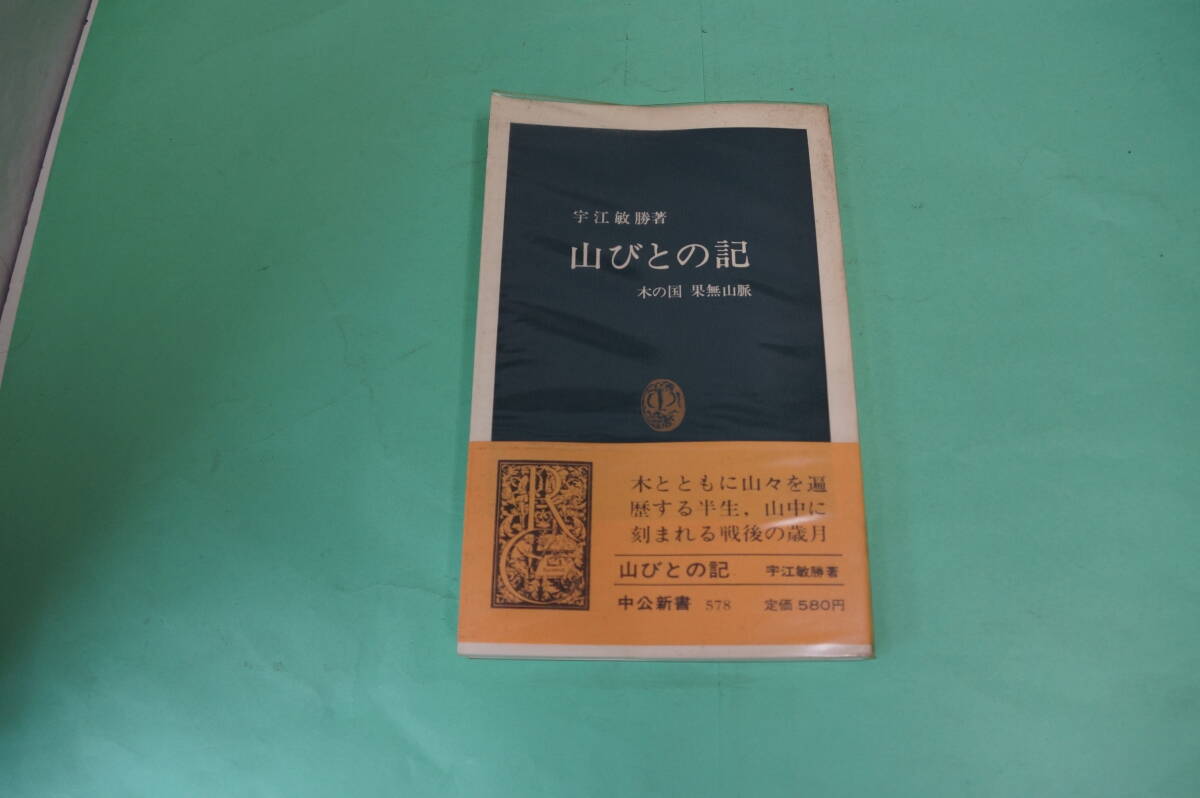 宇江敏勝著
山びとの記
木の国 果無山脈
木とともに山々を遍
歴する半生，山中に
刻まれる戦後の歳月
山びとの記 宇江敏勝著
中公新書 578 定価 580円